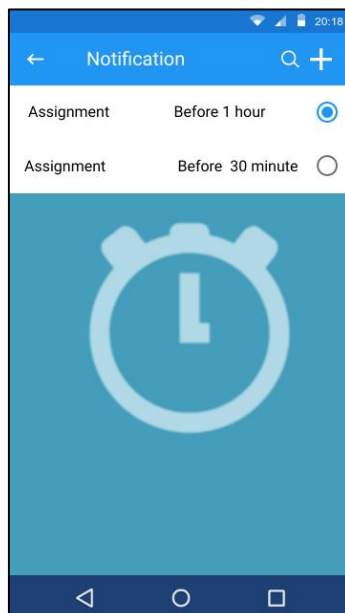 20:18
Notification
Assignment Before 1 hour
Assignment Before 30 minute